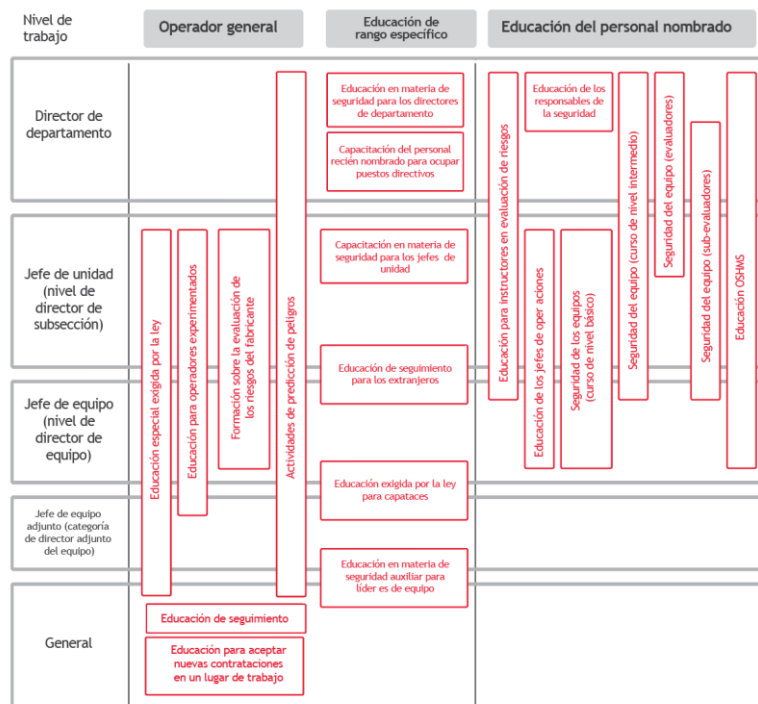 Nivel de
trabajo
Operador general
Educación de
rango específico
Educación del personal nombrado
Director de
departamento
Jefe de unidad
(nivel de
director de
subsección)
Jefe de equipo
(nivel de
director de
equipo)
Jefe de equipo
adjunto (categoría
de director adjunto
del equipo)
General
Educación especial exigida por la ley
Educación para operadores experimentados
Formación sobre la evaluación de
los riesgos del fabricante
Actividades de predicción de peligros
Educación de seguimiento
Educación para aceptar
nuevas contrataciones
en un lugar de trabajo
Educación en materia de
seguridad para los directores
de departamento
Capacitación del personal
recién nombrado para ocupar
puestos directivos
Capacitación en materia de
seguridad para los jefes de
unidad
Educación de seguimiento
para los extranjeros
Educación exigida por la ley
para capataces
Educación en materia de
seguridad auxiliar para
líder es de equipo
Educación para instructores en evaluación de riesgos
Educación de los
responsables de
la seguridad
Educación de los jefes de oper aciones
Seguridad de los equipos
(curso de nivel básico)
Seguridad del equipo (curso de nivel intermedio)
Seguridad del equipo (evaluadores)
Seguridad del equipo (sub-evaluadores)
Educación OSHMS